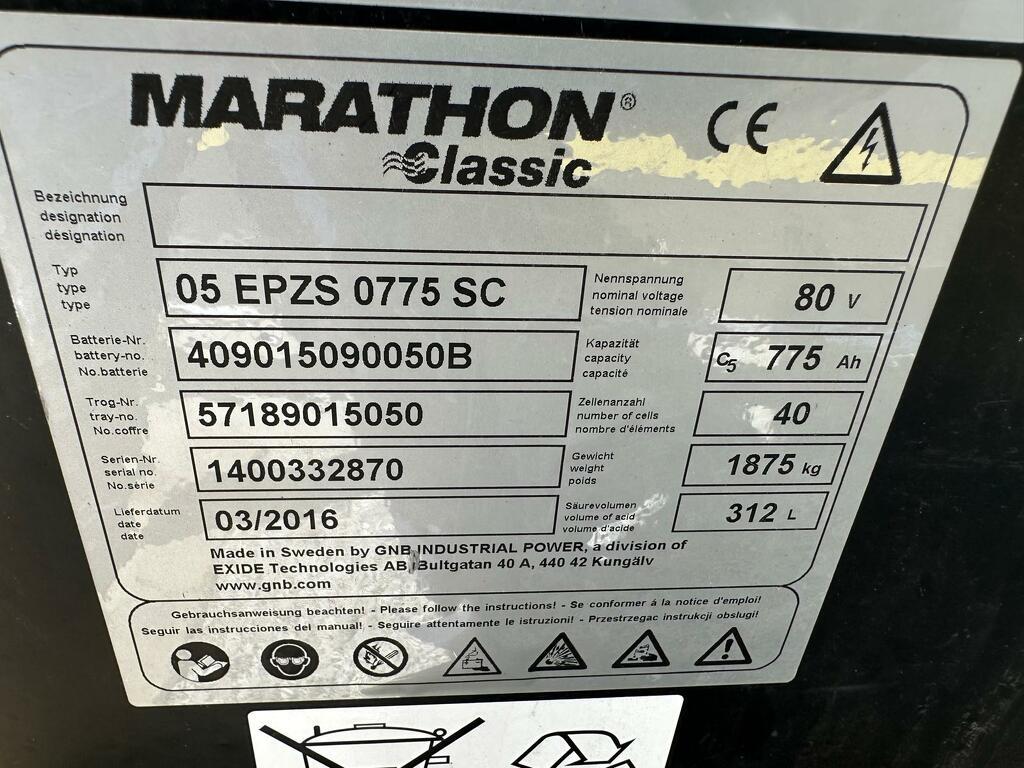 MARATHON®
Classic
CE
Bezeichnung
designation
désignation
Typ
type
type
05 EPZS 0775 SC
Nennspannung
nominal voltage
tension nominale
80 V
Batterie-Nr.
battery-no.
No.batterie
409015090050B
Kapazität
capacity
capacité
C5 775 Ah
Trog-Nr.
tray-no.
No.coffre
57189015050
Zellenanzahl
number of cells
nombre d'éléments
40
Serien-Nr.
serial no.
No.série
1400332870
Gewicht
weight
poids
1875 kg
Lieferdatum
date
date
03/2016
Säurevolumen
volume of acid
volume d'acide
312 L
Made in Sweden by GNB INDUSTRIAL POWER, a division of
EXIDE Technologies AB, Bultgatan 40 A, 440 42 Kungälv
www.gnb.com
Gebrauchsanweisung beachten! - Please follow the instructions! - Se conformer á la notice d'emploi!
Seguir las instrucciones del manual! - Seguire attentamente le istruzioni! - Przestrzegac instrukcji obslugi!